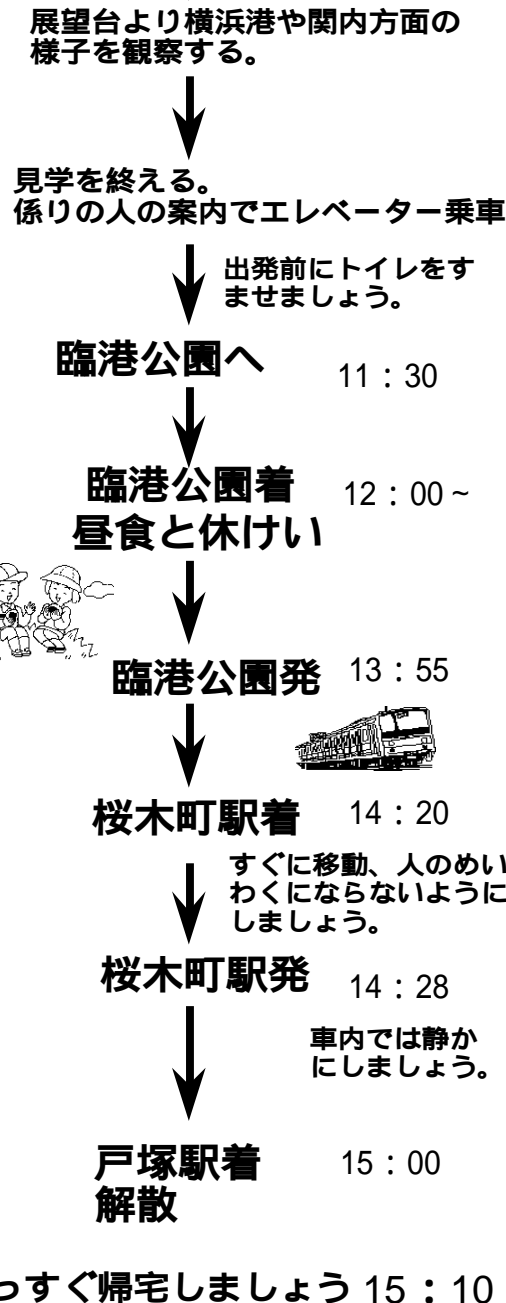 展望台より横浜港や関内方面の
様子を観察する。
見学を終える。
係りの人の案内でエレベーター乗車
出発前にトイレをす
ませましょう。
臨港公園へ 11：30
臨港公園着 12：00～
昼食と休けい
臨港公園発 13：55
桜木町駅着 14：20
すぐに移動、人のめい
わくにならないように
しましょう。
桜木町駅発 14：28
車内では静か
にしましょう。
戸塚駅着 15：00
解散
っすぐ帰宅しましょう 15：10